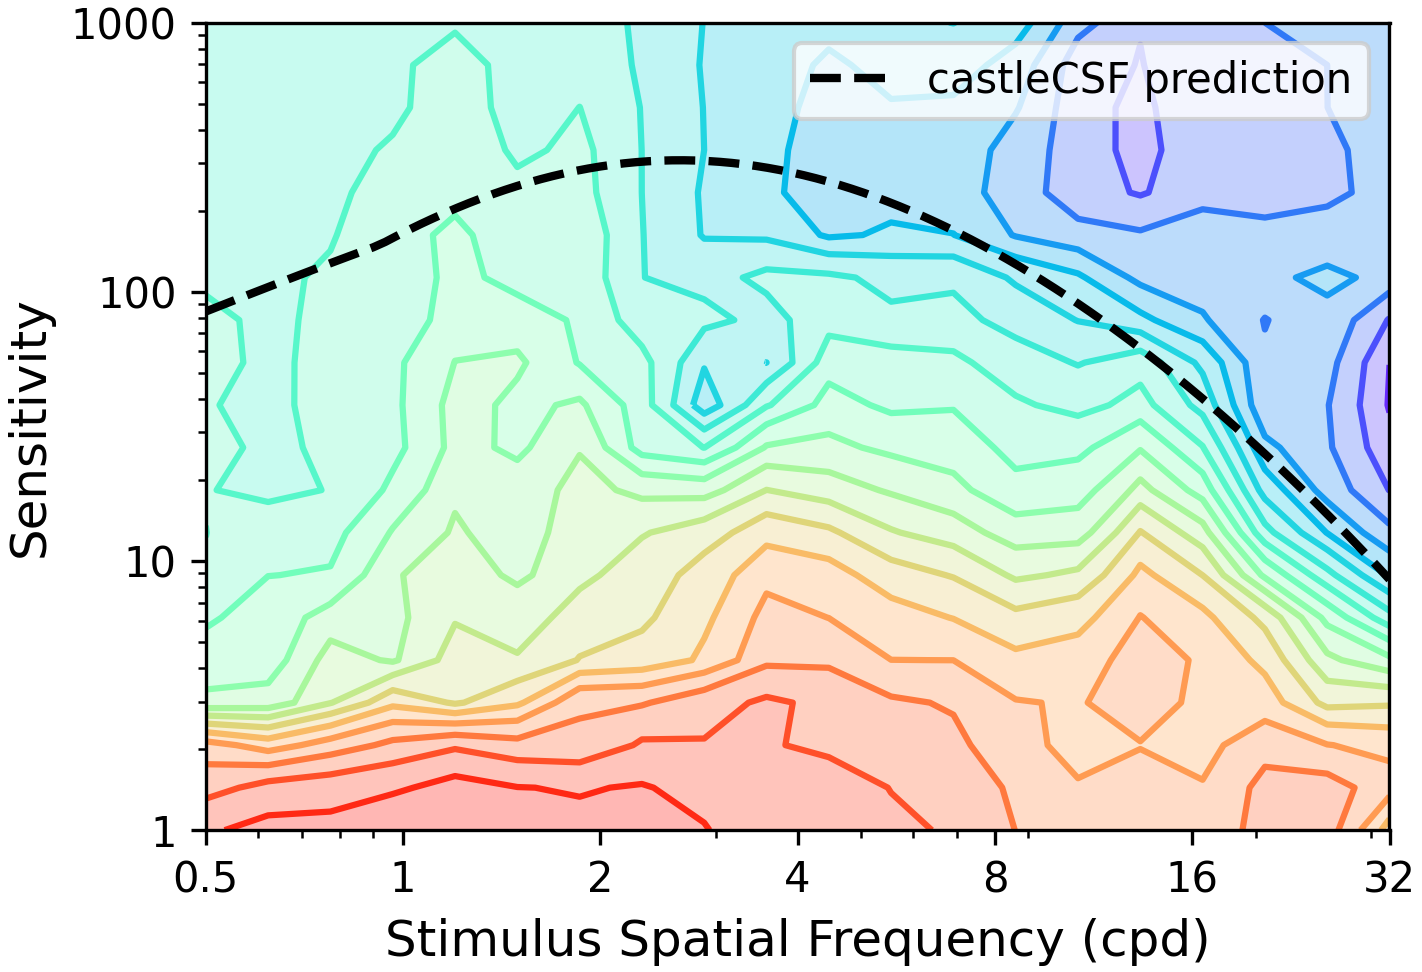 1000
castleCSF prediction
100
Sensitivity
10
1
0.5 1 2 4 8 16 32
Stimulus Spatial Frequency (cpd)